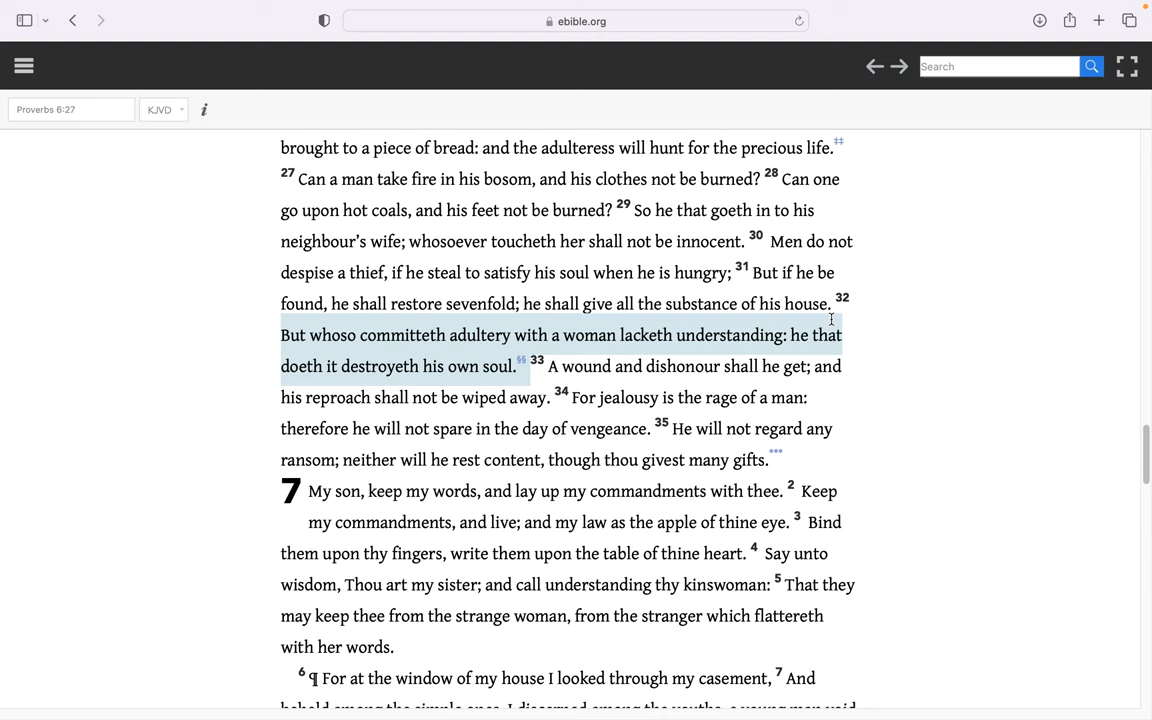 ebible.org
Search
Proverbs 6:27 KJVD i
brought to a piece of bread: and the adulteress will hunt for the precious life.‡‡
27 Can a man take fire in his bosom, and his clothes not be burned? 28 Can one
go upon hot coals, and his feet not be burned? 29 So he that goeth in to his
neighbour’s wife; whosoever toucheth her shall not be innocent. 30 Men do not
despise a thief, if he steal to satisfy his soul when he is hungry; 31 But if he be
found, he shall restore sevenfold; he shall give all the substance of his house. 32
But whoso committeth adultery with a woman lacketh understanding: he that
doeth it destroyeth his own soul.§§ 33 A wound and dishonour shall he get; and
his reproach shall not be wiped away. 34 For jealousy is the rage of a man:
therefore he will not spare in the day of vengeance. 35 He will not regard any
ransom; neither will he rest content, though thou givest many gifts.***
7 My son, keep my words, and lay up my commandments with thee. 2 Keep
my commandments, and live; and my law as the apple of thine eye. 3 Bind
them upon thy fingers, write them upon the table of thine heart. 4 Say unto
wisdom, Thou art my sister; and call understanding thy kinswoman: 5 That they
may keep thee from the strange woman, from the stranger which flattereth
with her words.
6 ¶ For at the window of my house I looked through my casement, 7 And
beheld among the simple ones, I discerned among the youths, a young man void